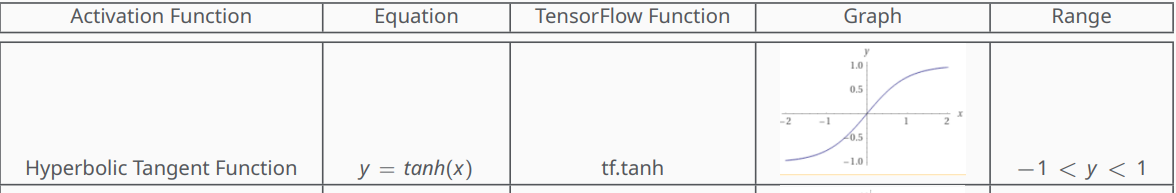 Activation Function Equation TensorFlow Function Graph Range
y
1.0
0.5
-2 -1 1 2 x
-0.5
-1.0
Hyperbolic Tangent Function y = tanh(x) tf.tanh −1 < y < 1